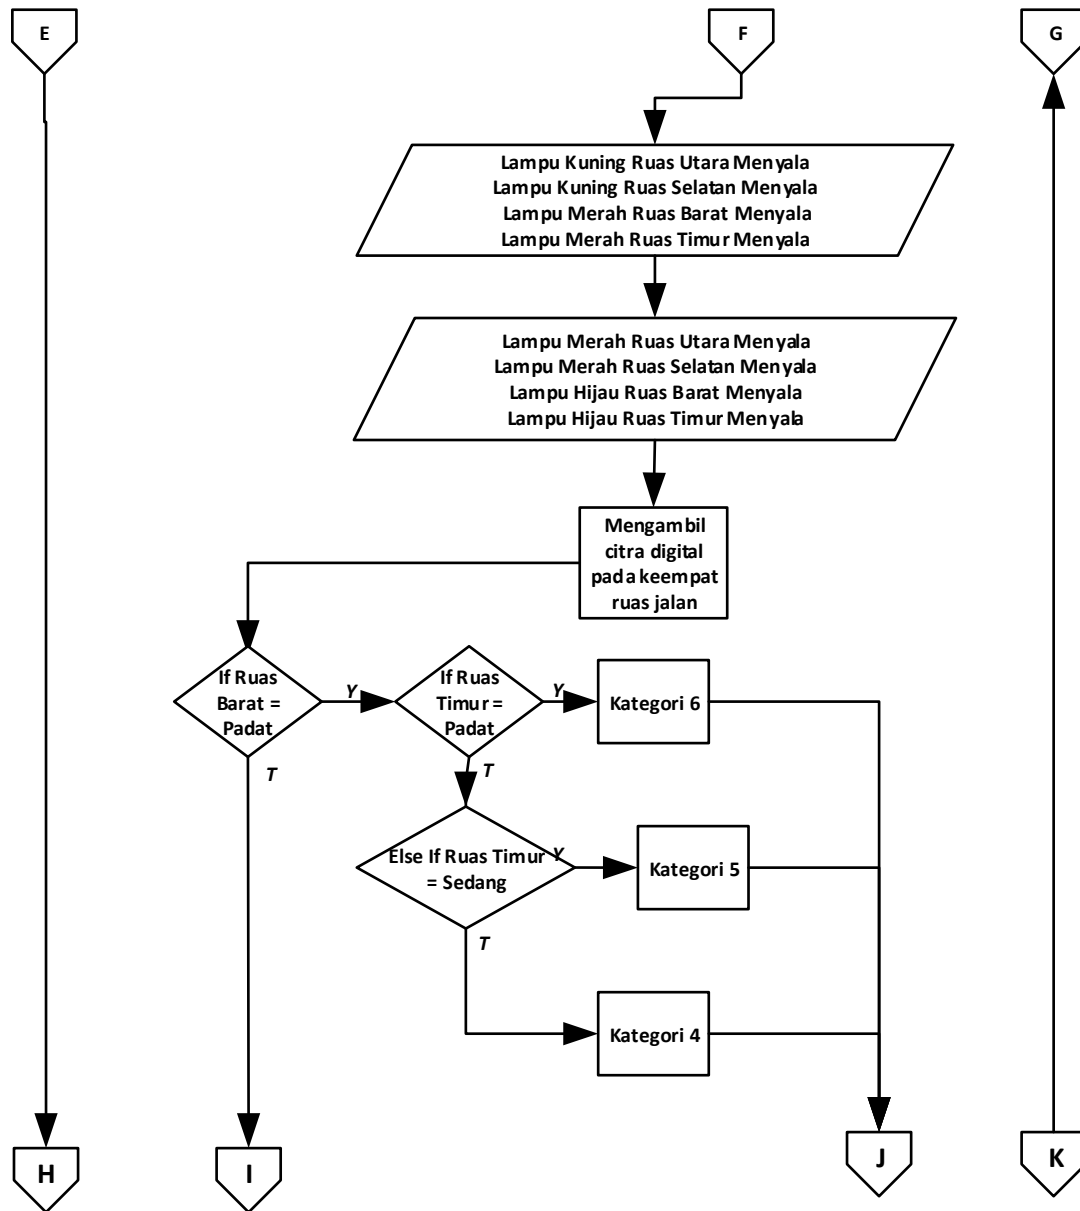 E
F
G
Lampu Kuning Ruas Utara Menyala
Lampu Kuning Ruas Selatan Menyala
Lampu Merah Ruas Barat Menyala
Lampu Merah Ruas Timur Menyala
Lampu Merah Ruas Utara Menyala
Lampu Merah Ruas Selatan Menyala
Lampu Hijau Ruas Barat Menyala
Lampu Hijau Ruas Timur Menyala
Mengambil
citra digital
pada keempat
ruas jalan
If Ruas
Barat =
Padat
Y
T
If Ruas
Timur =
Padat
Y
T
Kategori 6
Else If Ruas Timur
= Sedang
Y
T
Kategori 5
Kategori 4
H
I
J
K